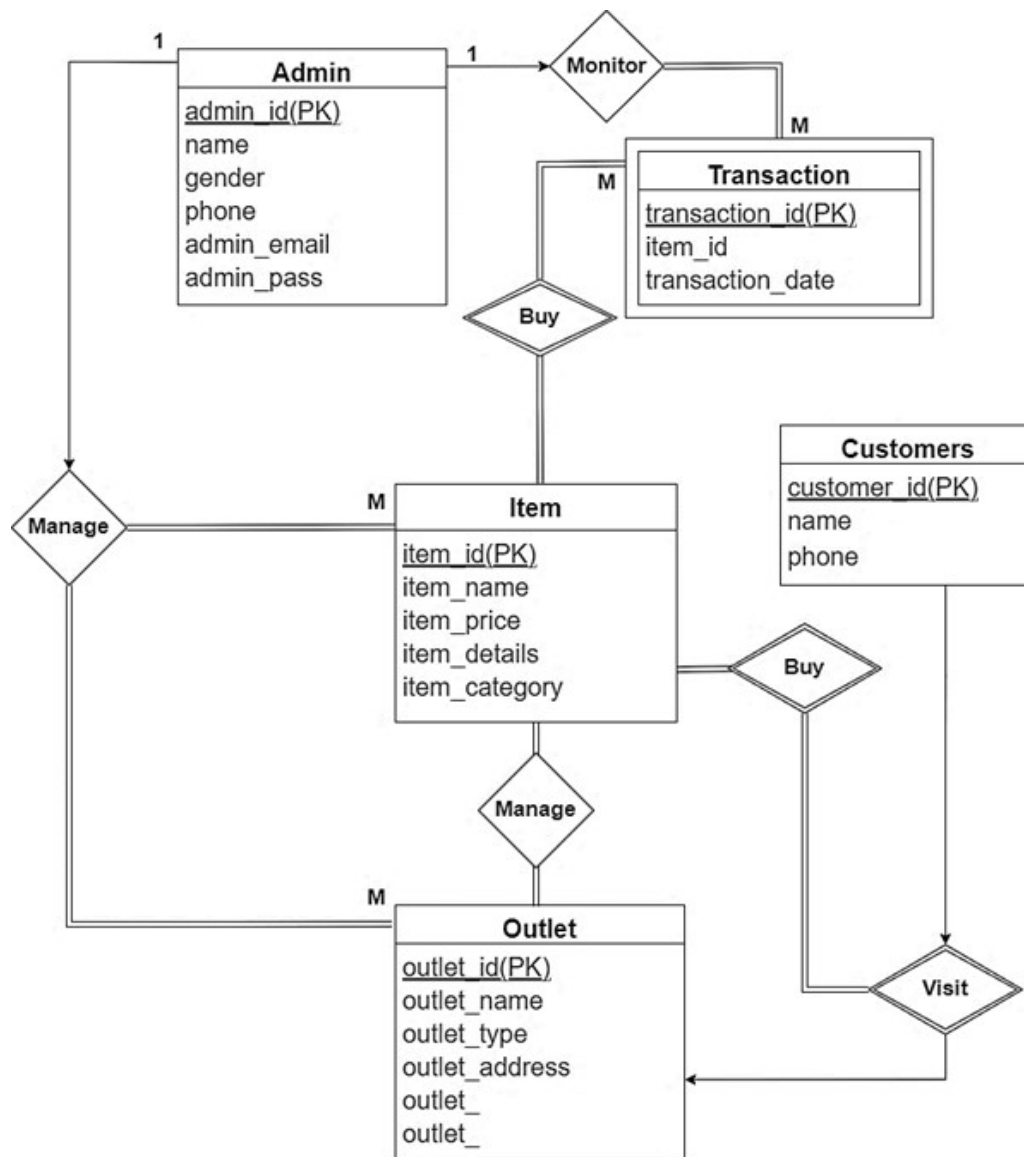 1
1
Monitor
Admin
admin_id(PK)
name
gender
phone
admin_email
admin_pass
M
M
Transaction
transaction_id(PK)
item_id
transaction_date
Buy
Customers
customer_id(PK)
name
phone
Manage
M
Item
item_id(PK)
item_name
item_price
item_details
item_category
Buy
Manage
M
Outlet
outlet_id(PK)
outlet_name
outlet_type
outlet_address
outlet_
outlet_
Visit